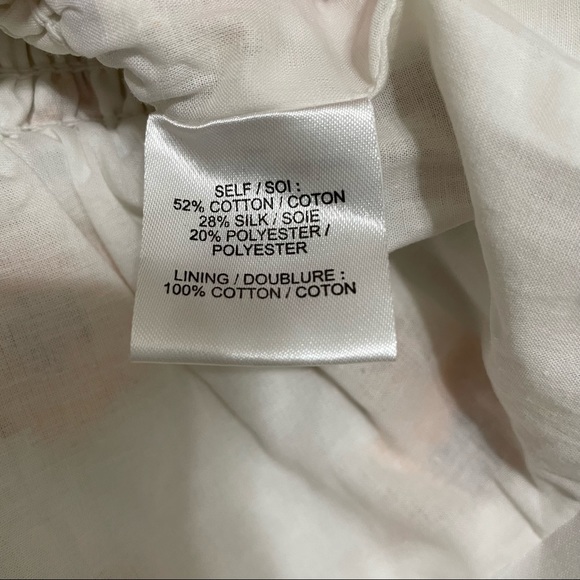 SELF / SOI :
52% COTTON / COTON
28% SILK / SOIE
20% POLYESTER /
POLYESTER
LINING / DOUBLURE :
100% COTTON / COTON